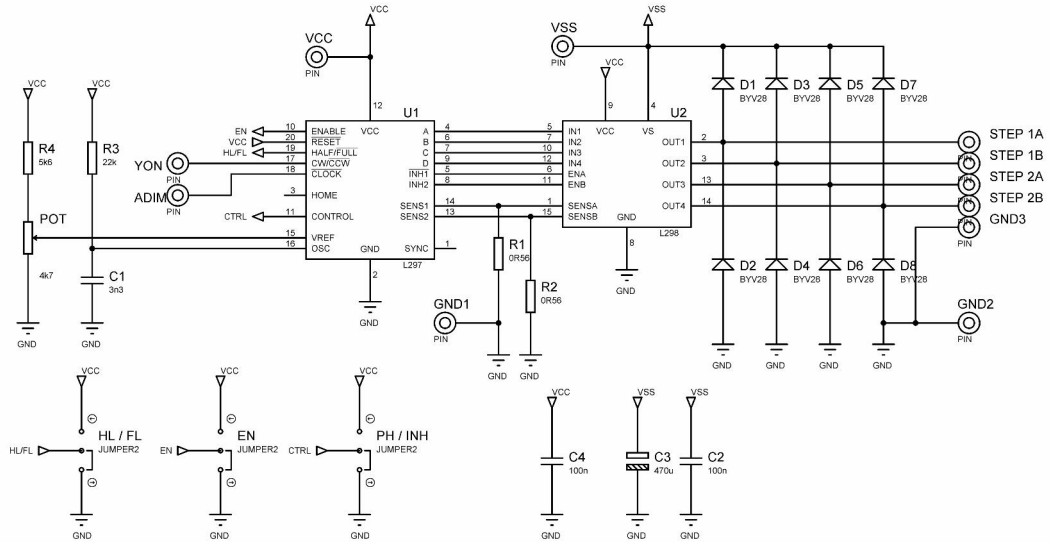 VCC
VSS
VCC
PIN
VSS
PIN
VCC
VCC
VCC
R4
5k6
R3
22k
YON
PIN
ADIM
PIN
POT
4k7
C1
3n3
GND
GND
EN
VCC
HL/FL
CTRL
10
20
19
17
18
3
11
15
16
12
U1
VCC
ENABLE
RESET
HALF/FULL
CW/CCW
CLOCK
HOME
CONTROL
VREF
OSC
GND
A
B
C
D
INH1
INH2
SENS1
SENS2
SYNC
L297
2
GND
4
6
7
9
5
8
14
13
1
5
7
10
12
6
11
1
15
9
4
U2
VCC
VS
IN1
IN2
IN3
IN4
ENA
ENB
SENSA
SENSB
OUT1
OUT2
OUT3
OUT4
GND
L298
8
GND
2
3
13
14
R1
0R56
R2
0R56
GND1
PIN
GND
GND
D1
BYV28
D3
BYV28
D5
BYV28
D7
BYV28
D2
BYV28
D4
BYV28
D6
BYV28
D8
BYV28
GND
GND
GND
GND
STEP 1A
PIN
STEP 1B
PIN
STEP 2A
PIN
STEP 2B
PIN
GND3
PIN
GND2
PIN
VCC
HL / FL
JUMPER2
HL/FL
GND
VCC
EN
JUMPER2
EN
GND
VCC
PH / INH
JUMPER2
CTRL
GND
VCC
C4
100n
GND
VSS
C3
470u
GND
VSS
C2
100n
GND